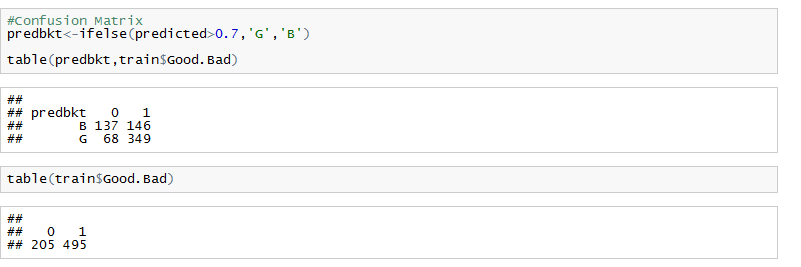 #Confusion Matrix
predbkt<-ifelse(predicted>0.7,'G','B')
table(predbkt,train$Good.Bad)
##
## predbkt   0   1
##       B 137 146
##       G  68 349
table(train$Good.Bad)
##
##   0   1
## 205 495